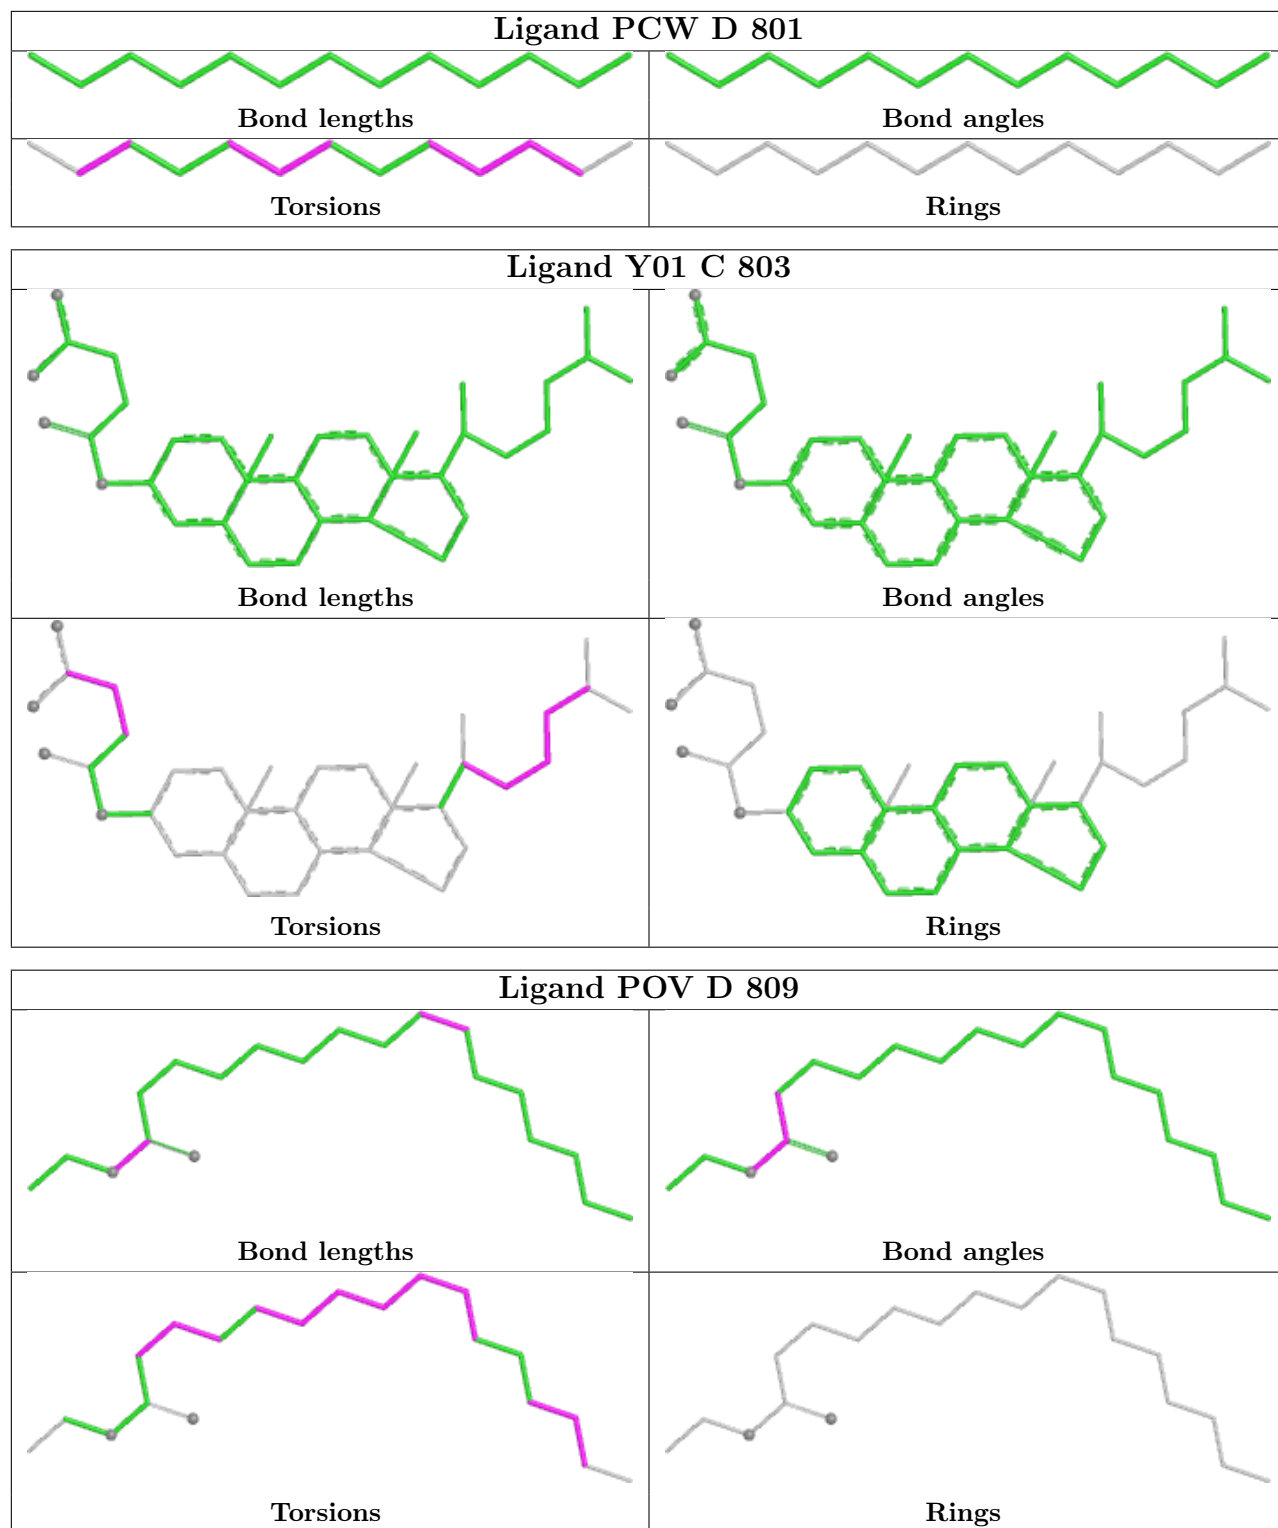 Ligand PCW D 801
Bond lengths
Bond angles
Torsions
Rings
Ligand Y01 C 803
Bond lengths
Bond angles
Torsions
Rings
Ligand POV D 809
Bond lengths
Bond angles
Torsions
Rings